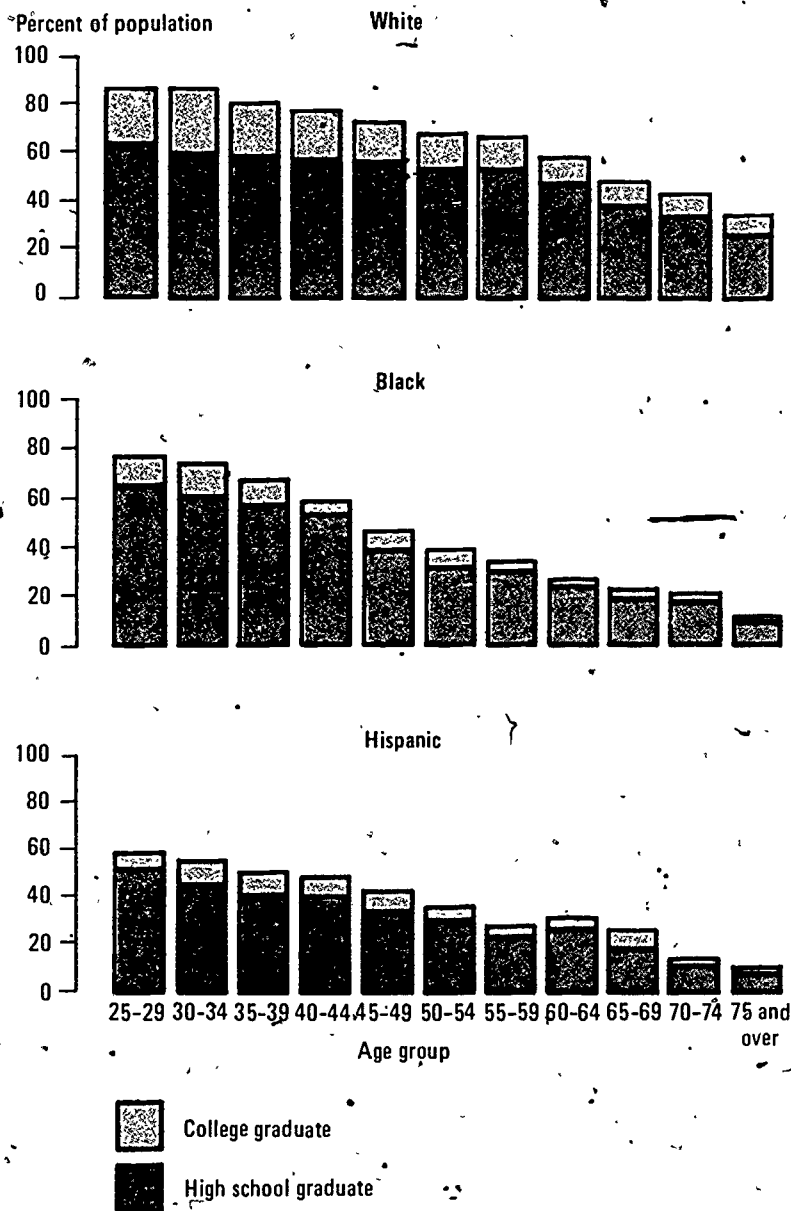 Percent of population
White
100
80
60
40
20
0
Black
100
80
60
40
20
0
Hispanic
100
80
60
40
20
0
25-29 30-34 35-39 40-44 45-49 50-54 55-59 60-64 65-69 70-74 75 and
over
Age group
College graduate
High school graduate